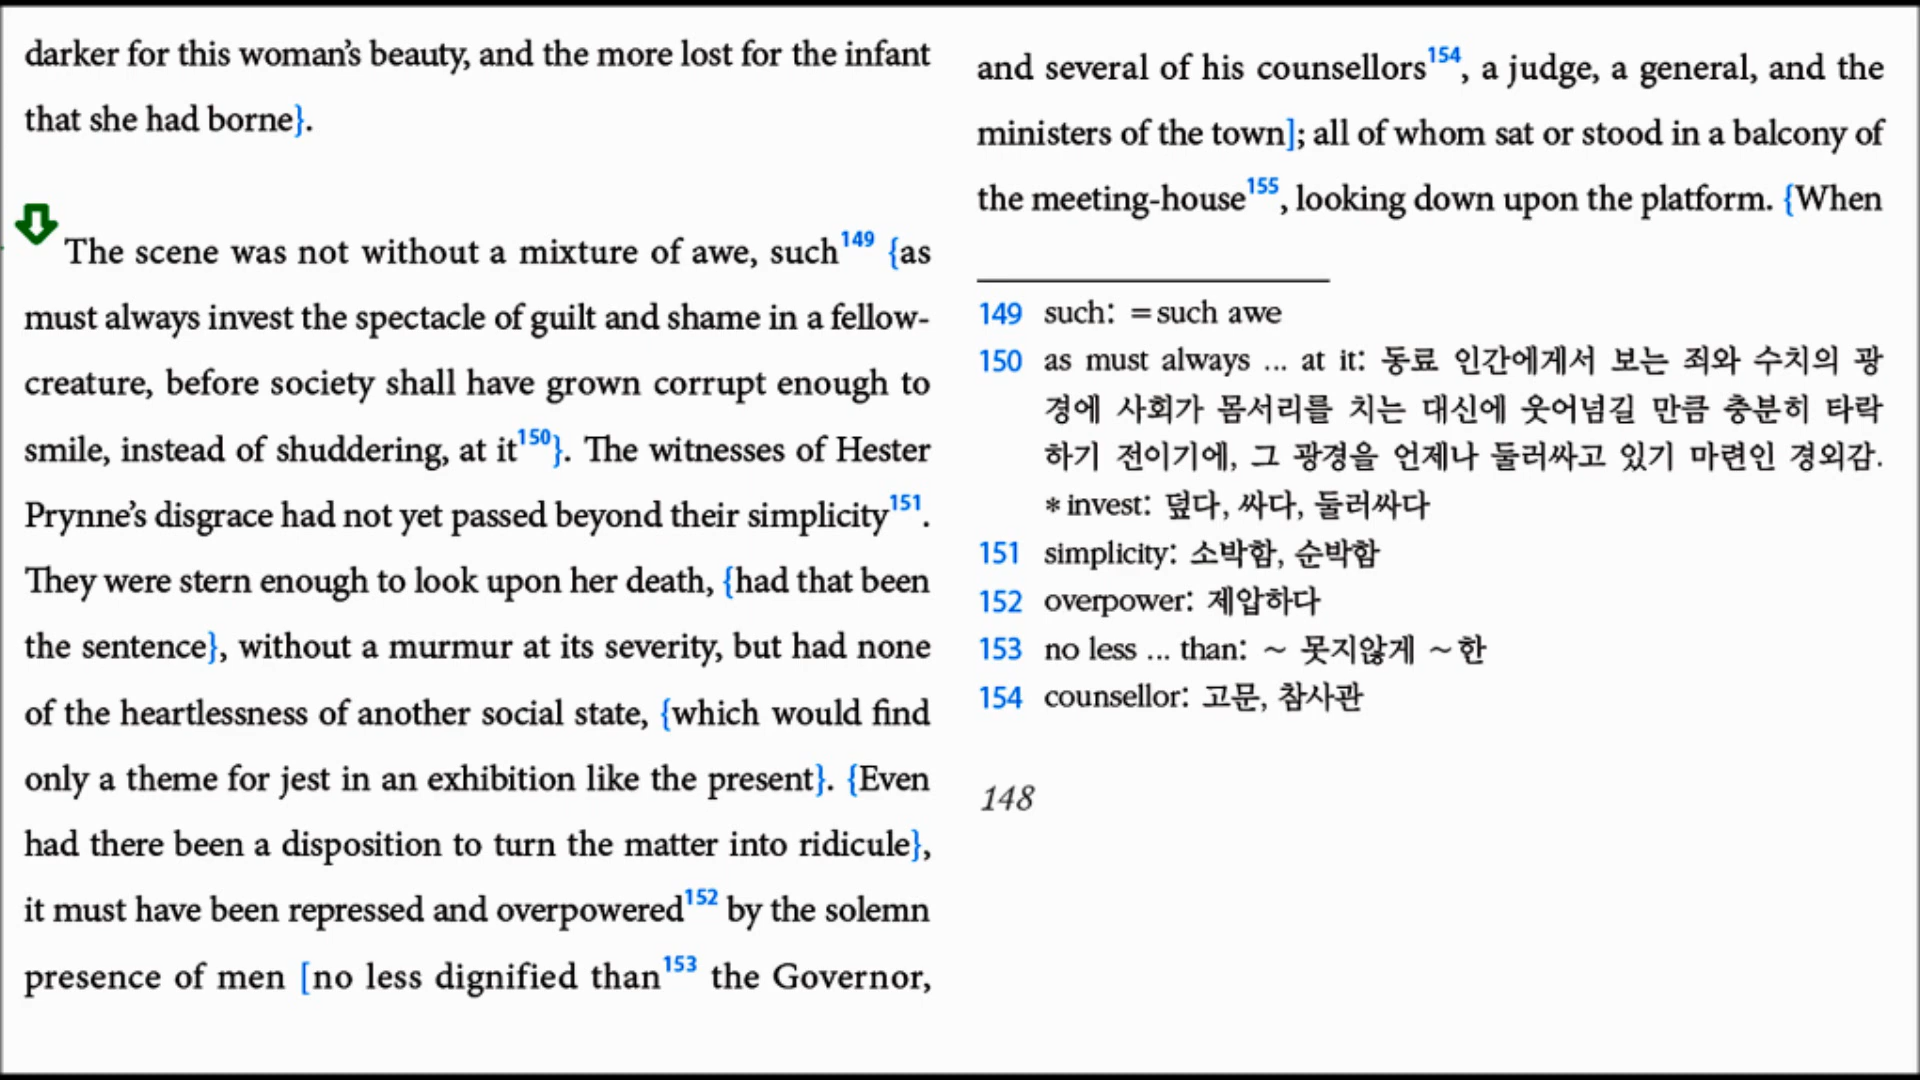 darker for this woman’s beauty, and the more lost for the infant
that she had borne}.
The scene was not without a mixture of awe, such149 {as
must always invest the spectacle of guilt and shame in a fellow-
creature, before society shall have grown corrupt enough to
smile, instead of shuddering, at it150}. The witnesses of Hester
Prynne’s disgrace had not yet passed beyond their simplicity151.
They were stern enough to look upon her death, {had that been
the sentence}, without a murmur at its severity, but had none
of the heartlessness of another social state, {which would find
only a theme for jest in an exhibition like the present}. {Even
had there been a disposition to turn the matter into ridicule},
it must have been repressed and overpowered152 by the solemn
presence of men [no less dignified than153 the Governor,
and several of his counsellors154, a judge, a general, and the
ministers of the town]; all of whom sat or stood in a balcony of
the meeting-house155, looking down upon the platform. {When
149 such: =such awe
150 as must always ... at it: 동료 인간에게서 보는 죄와 수치의 광
경에 사회가 몸서리를 치는 대신에 웃어넘길 만큼 충분히 타락
하기 전이기에, 그 광경을 언제나 둘러싸고 있기 마련인 경외감.
*invest: 덮다, 싸다, 둘러싸다
151 simplicity: 소박함, 순박함
152 overpower: 제압하다
153 no less ... than: ~ 못지않게 ~한
154 counsellor: 고문, 참사관
148